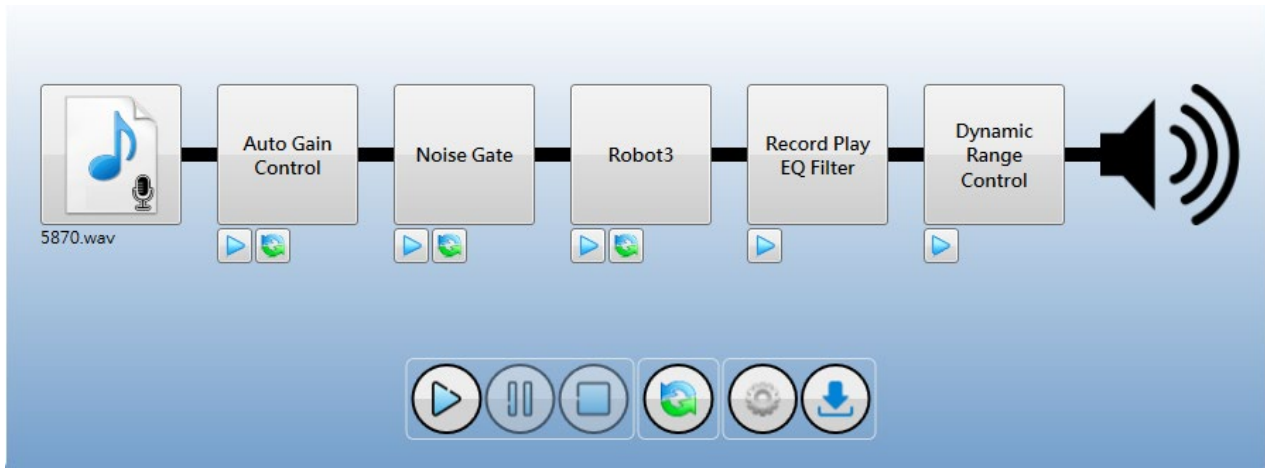 5870.wav
Auto Gain
Control
Noise Gate
Robot3
Record Play
EQ Filter
Dynamic
Range
Control